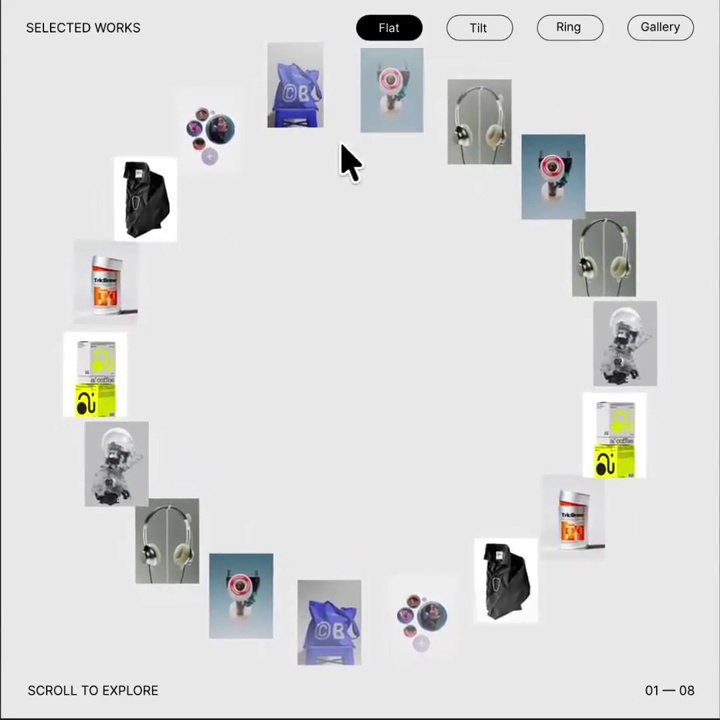 SELECTED WORKS
Flat
Tilt
Ring
Gallery
©B
©B
SCROLL TO EXPLORE
01 — 08